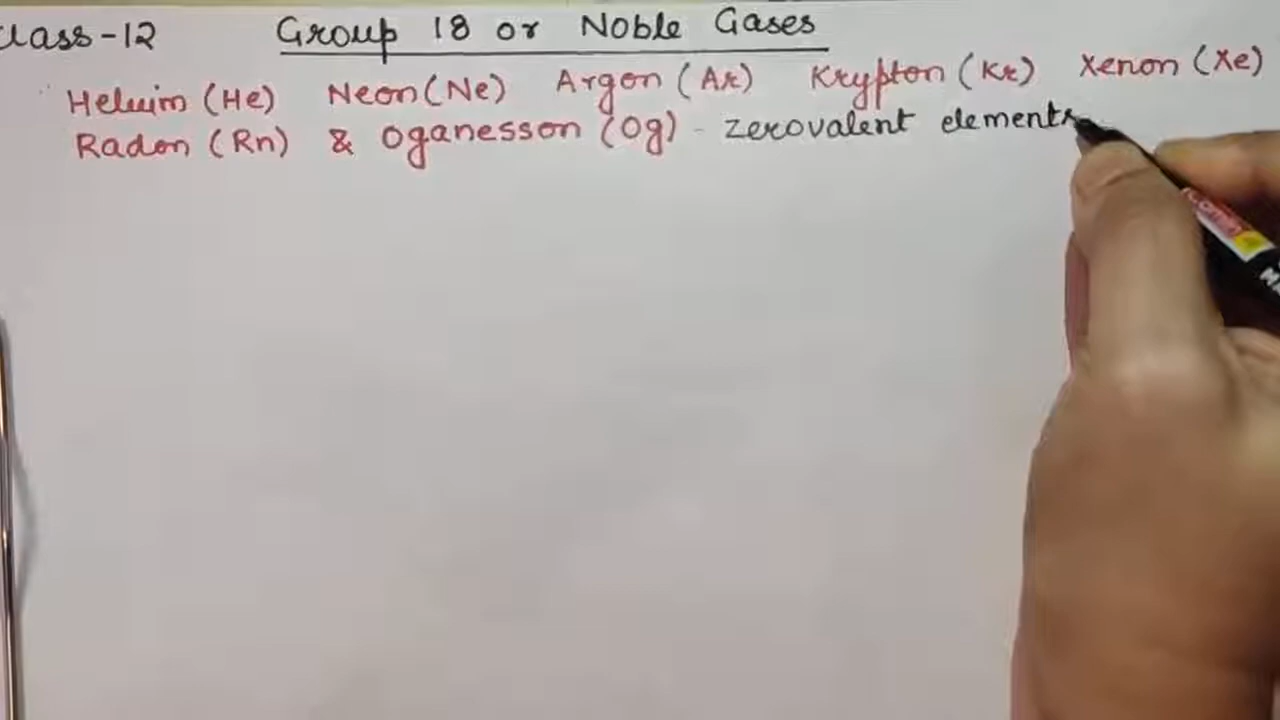 Class-12 Group 18 or Noble Gases
Heluim (He) Neon (Ne) Argon (Ar) Krypton (Kr) Xenon (Xe)
Radon (Rn) & Oganesson (Og) - zerovalent elements